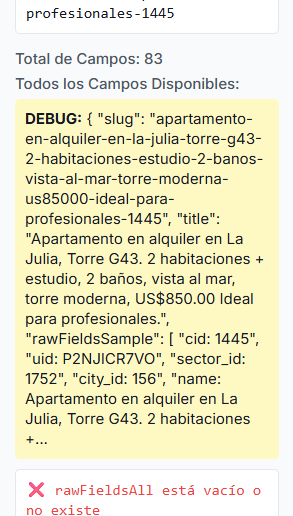 profesionales-1445
Total de Campos: 83
Todos los Campos Disponibles:
DEBUG: { "slug": "apartamento-
en-alquiler-en-la-julia-torre-g43-
2-habitaciones-estudio-2-banos-
vista-al-mar-torre-moderna-
us85000-ideal-para-
profesionales-1445", "title":
"Apartamento en alquiler en La
Julia, Torre G43. 2 habitaciones +
estudio, 2 baños, vista al mar,
torre moderna, US$850.00 Ideal
para profesionales.",
"rawFieldsSample": [ "cid: 1445",
"uid: P2NJICR7VO", "sector_id:
1752", "city_id: 156", "name:
Apartamento en alquiler en La
Julia, Torre G43. 2 habitaciones
+...
❌ rawFieldsAll está vacío o
no existe